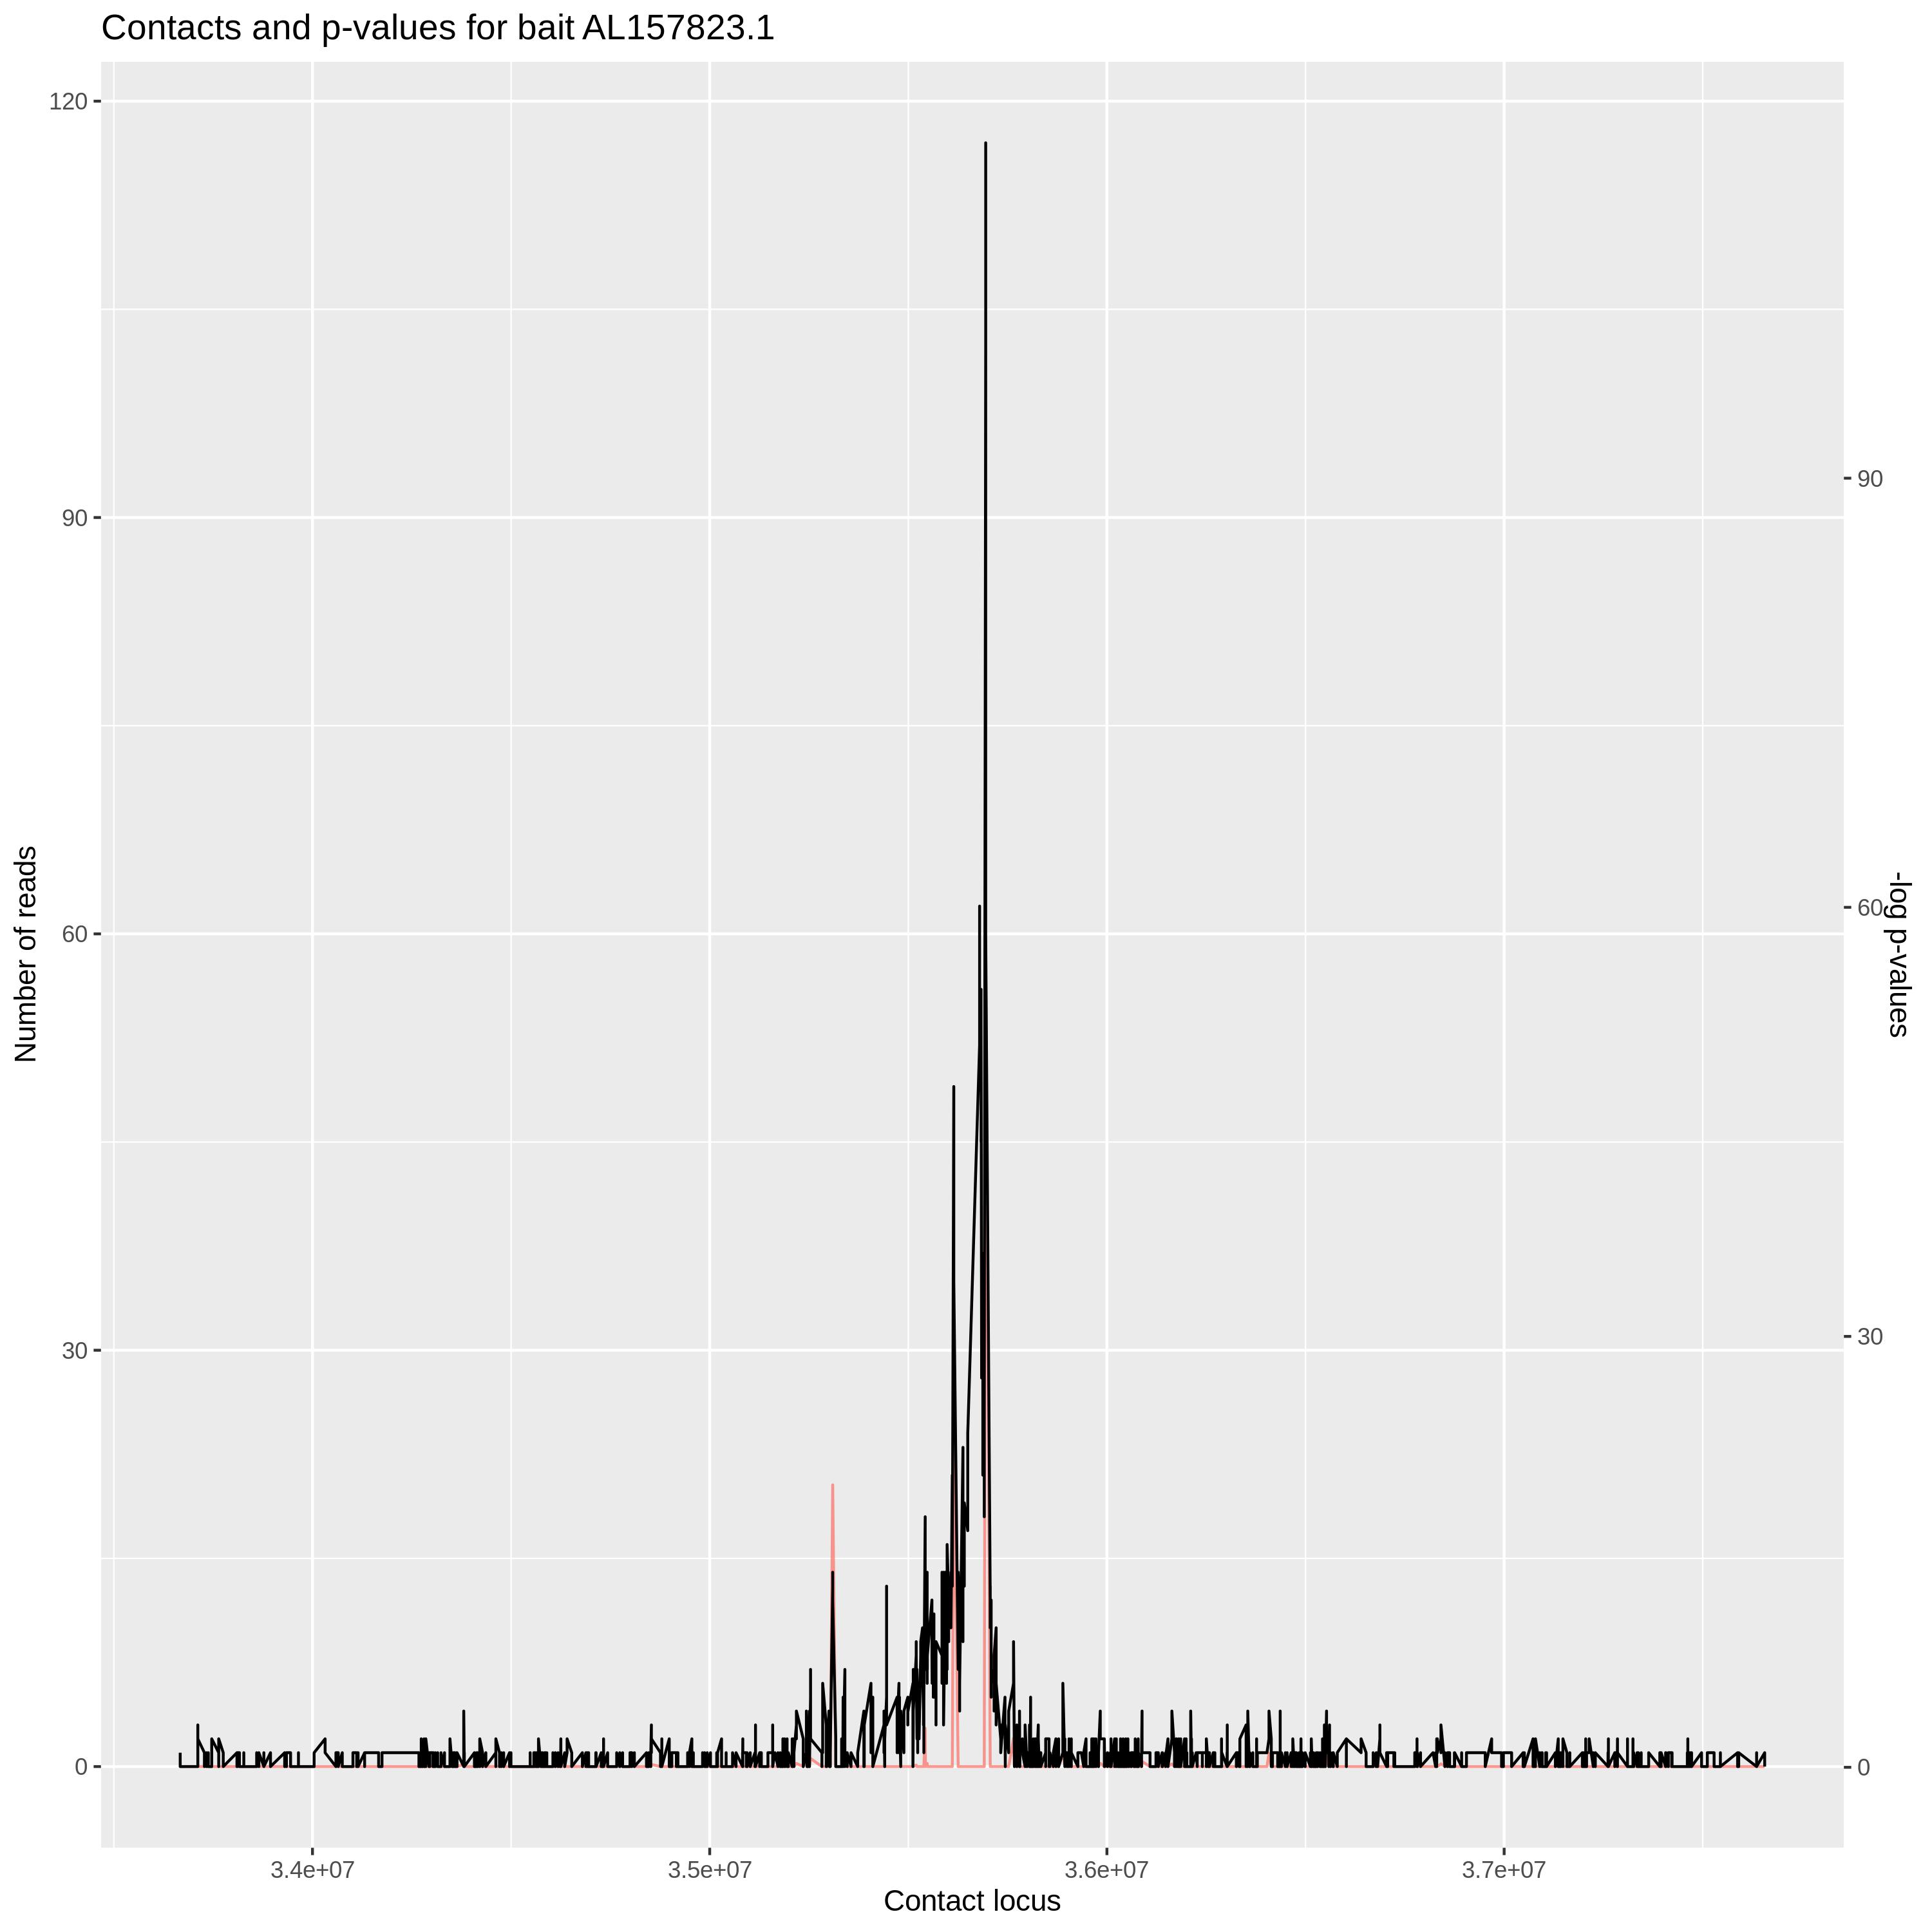 Contacts and p-values for bait AL157823.1
120
90
60
30
0
Number of reads
90
60
30
0
-log p-values
3.4e+07
3.5e+07
3.6e+07
3.7e+07
Contact locus